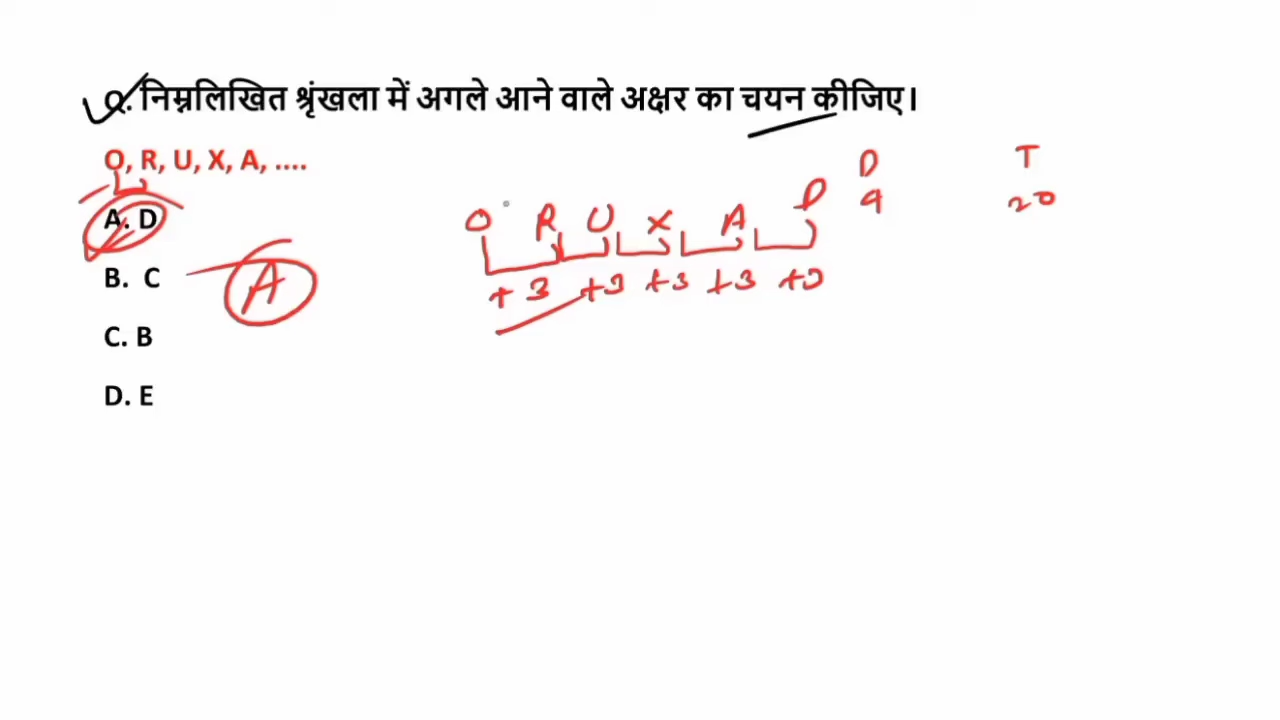 Q. निम्नलिखित श्रृंखला में अगले आने वाले अक्षर का चयन कीजिए।
O, R, U, X, A, ....
D T
4 20
A. D
O R U X A D
B. C
A
+3 +3 +3 +3 +3
C. B
D. E